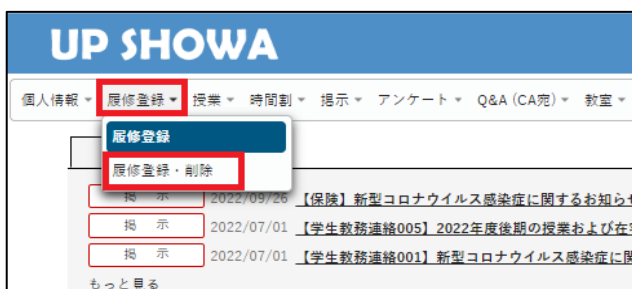 UP SHOWA
個人情報 履修登録 授業 時間割 掲示 アンケート Q&A (CA宛) 教室
履修登録
履修登録・削除
掲 示 2022/09/26 【保険】新型コロナウイルス感染症に関するお知らせ
掲 示 2022/07/01 【学生教務連絡005】2022年度後期の授業および在
掲 示 2022/07/01 【学生教務連絡001】新型コロナウイルス感染症に
もっと見る